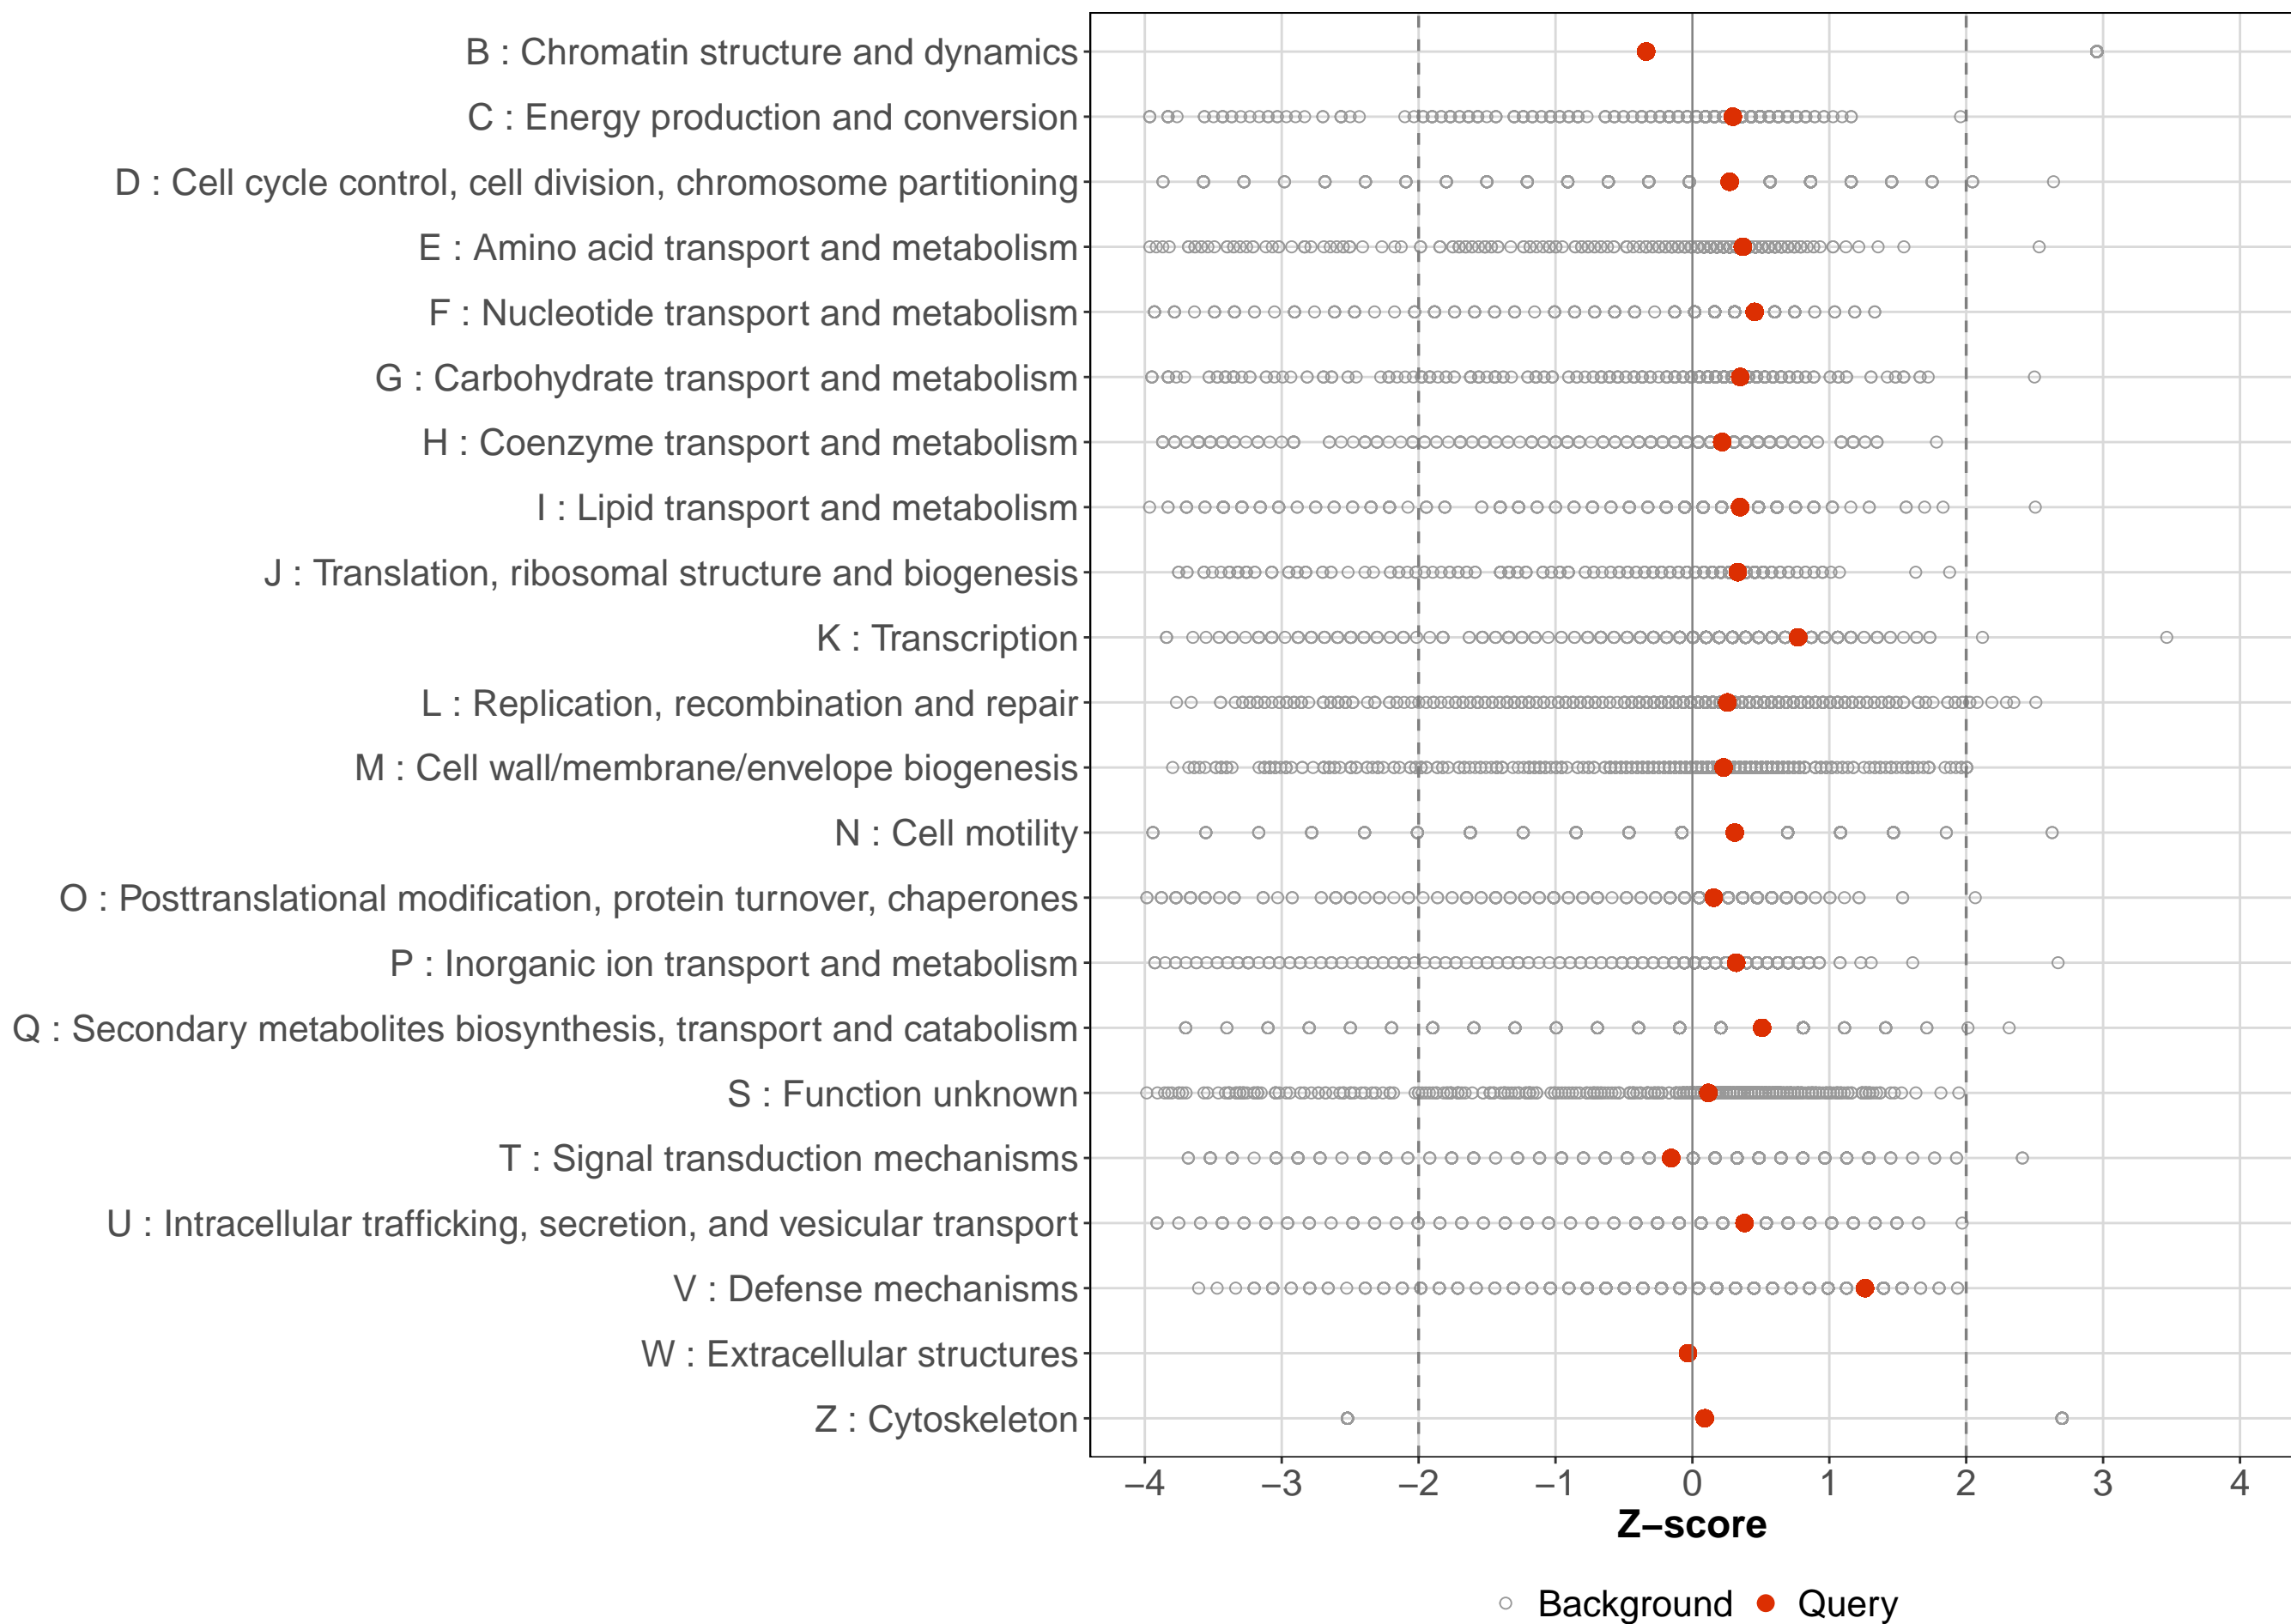 B : Chromatin structure and dynamics
C : Energy production and conversion
D : Cell cycle control, cell division, chromosome partitioning
E : Amino acid transport and metabolism
F : Nucleotide transport and metabolism
G : Carbohydrate transport and metabolism
H : Coenzyme transport and metabolism
I : Lipid transport and metabolism
J : Translation, ribosomal structure and biogenesis
K : Transcription
L : Replication, recombination and repair
M : Cell wall/membrane/envelope biogenesis
N : Cell motility
O : Posttranslational modification, protein turnover, chaperones
P : Inorganic ion transport and metabolism
Q : Secondary metabolites biosynthesis, transport and catabolism
S : Function unknown
T : Signal transduction mechanisms
U : Intracellular trafficking, secretion, and vesicular transport
V : Defense mechanisms
W : Extracellular structures
Z : Cytoskeleton
−4 −3 −2 −1 0 1 2 3 4
Z−score
Background Query